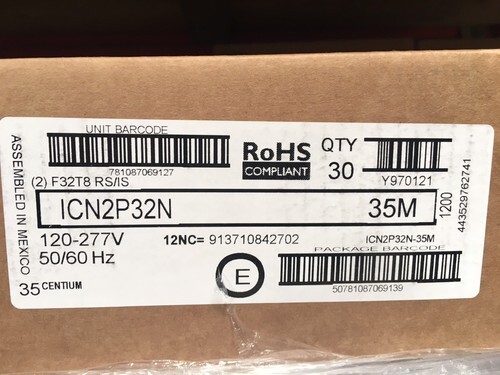 UNIT BARCODE
781087069127
RoHS
COMPLIANT
QTY
30
Y970121
ASSEMBLED IN MEXICO
(2) F32T8 RS/IS
ICN2P32N 35M
1200
443529762741
120-277V
50/60 Hz
12NC= 913710842702
ICN2P32N-35M
PACKAGE BARCODE
E
50781087069139
35 CENTIUM